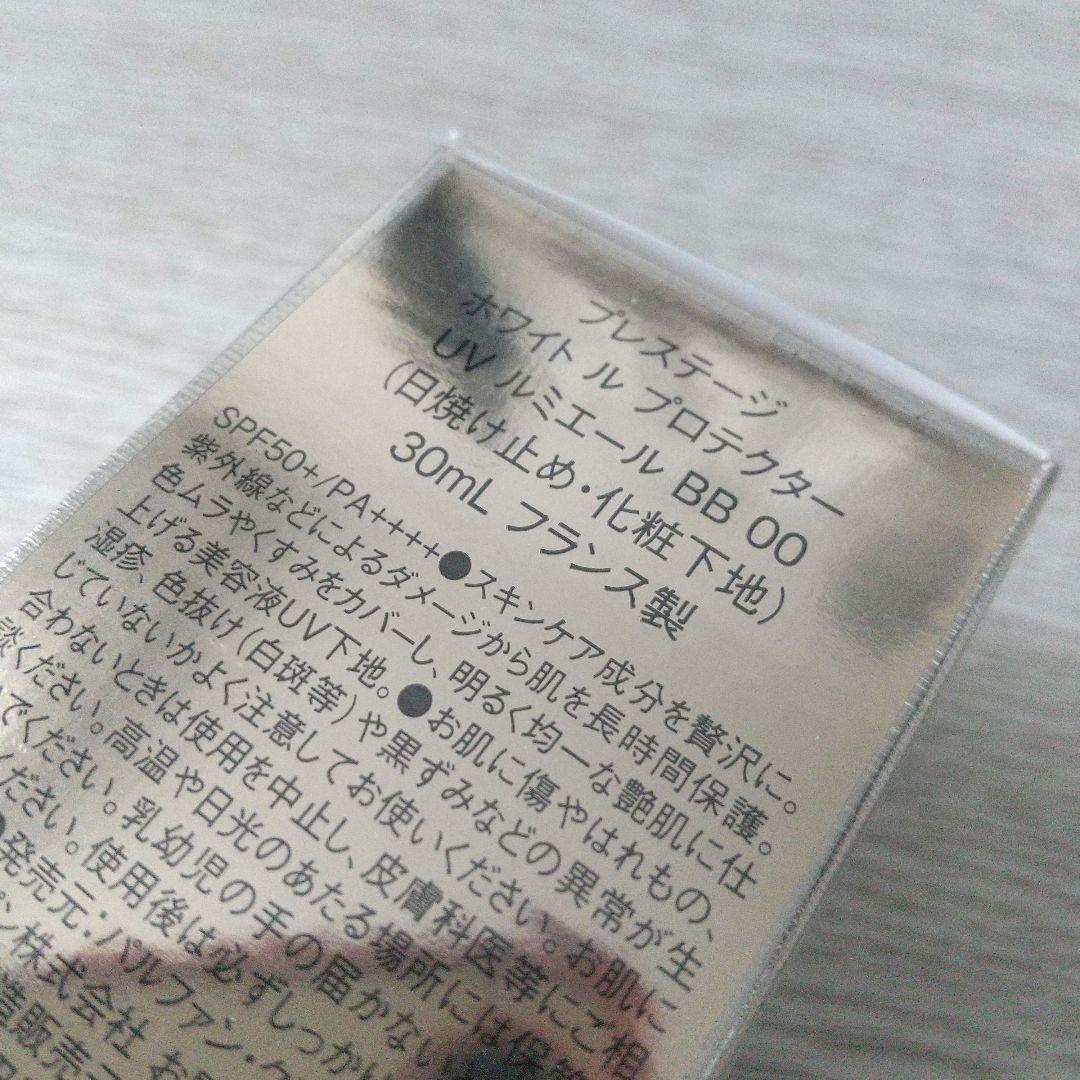 プレステージ
ホワイト ル プロテクター
UV ルミエール BB 00
(日焼け止め・化粧下地)
30mL フランス製
SPF50+/PA++++●スキンケア成分を贅沢に。
紫外線などによるダメージから肌を長時間保護。
色ムラやくすみをカバーし、明るく均一な艶肌に仕
上げる美容液UV下地。●お肌に傷やはれもの、
湿疹、色抜け(白斑等)や黒ずみなどの異常が生
じていないかよく注意してお使いください。お肌に
合わないときは使用を中止し、皮膚科医等にご相
談ください。高温や日光のあたる場所には保管
でください。乳幼児の手の届かない
ください。使用後は必ずしっかり
●発売元:パルファン・ク
ン株式会社 お
造販売元